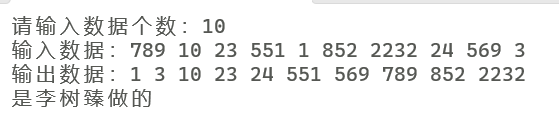 请输入数据个数: 10
输入数据: 789 10 23 551 1 852 2232 24 569 3
输出数据: 1 3 10 23 24 551 569 789 852 2232
是李树臻做的